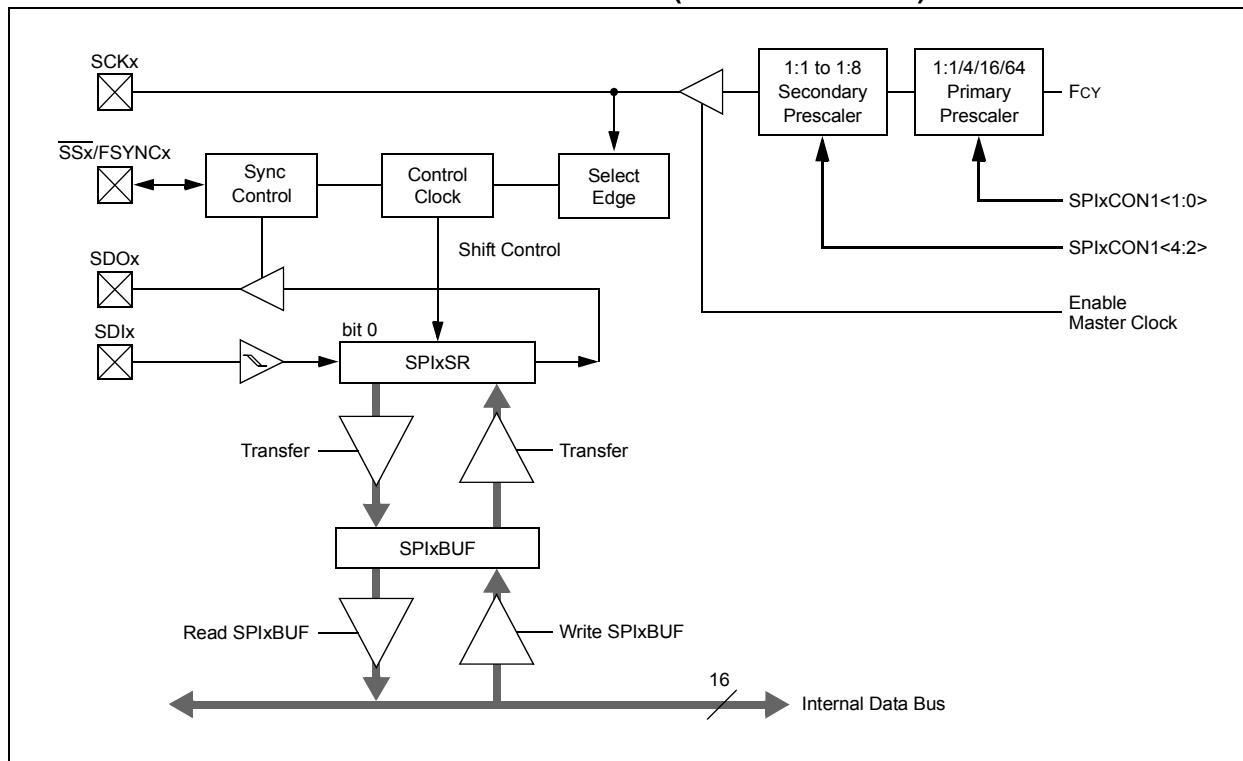 SCKx
1:1 to 1:8
Secondary
Prescaler
1:1/4/16/64
Primary
Prescaler
FCY
SSx/FSYNCx
Sync
Control
Control
Clock
Select
Edge
SPIxCON1<1:0>
Shift Control
SPIxCON1<4:2>
SDOx
Enable
Master Clock
SDIx
bit 0
SPIxSR
Transfer
Transfer
SPIxBUF
Read SPIxBUF
Write SPIxBUF
16
Internal Data Bus